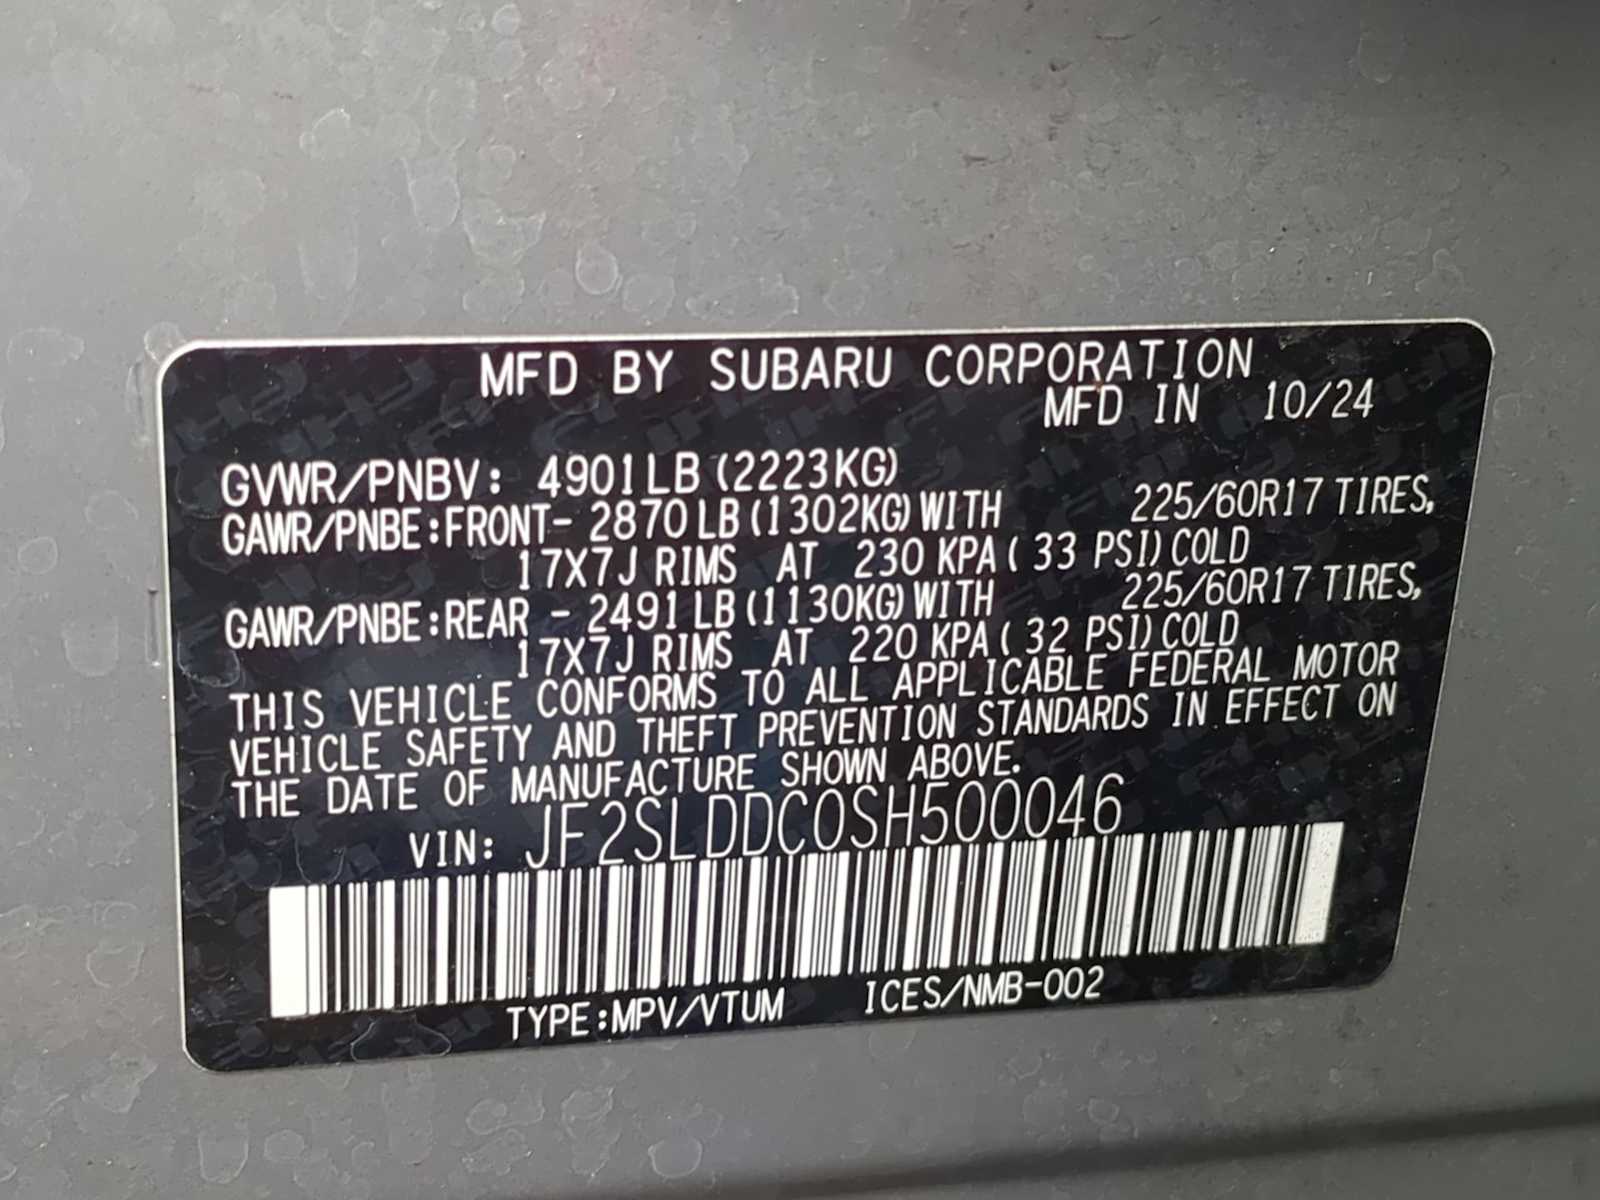 MFD BY SUBARU CORPORATION
MFD IN 10/24
GVWR/PNBV: 4901LB (2223KG)
GAWR/PNBE:FRONT- 2870LB (1302KG) WITH 225/60R17 TIRES,
17X7J RIMS AT 230 KPA ( 33 PSI) COLD
GAWR/PNBE:REAR - 2491LB (1130KG) WITH 225/60R17 TIRES,
17X7J RIMS AT 220 KPA ( 32 PSI) COLD
THIS VEHICLE CONFORMS TO ALL APPLICABLE FEDERAL MOTOR
VEHICLE SAFETY AND THEFT PREVENTION STANDARDS IN EFFECT ON
THE DATE OF MANUFACTURE SHOWN ABOVE.
VIN: JF2SLDDC0SH500046
TYPE:MPV/VTUM ICES/NMB-002